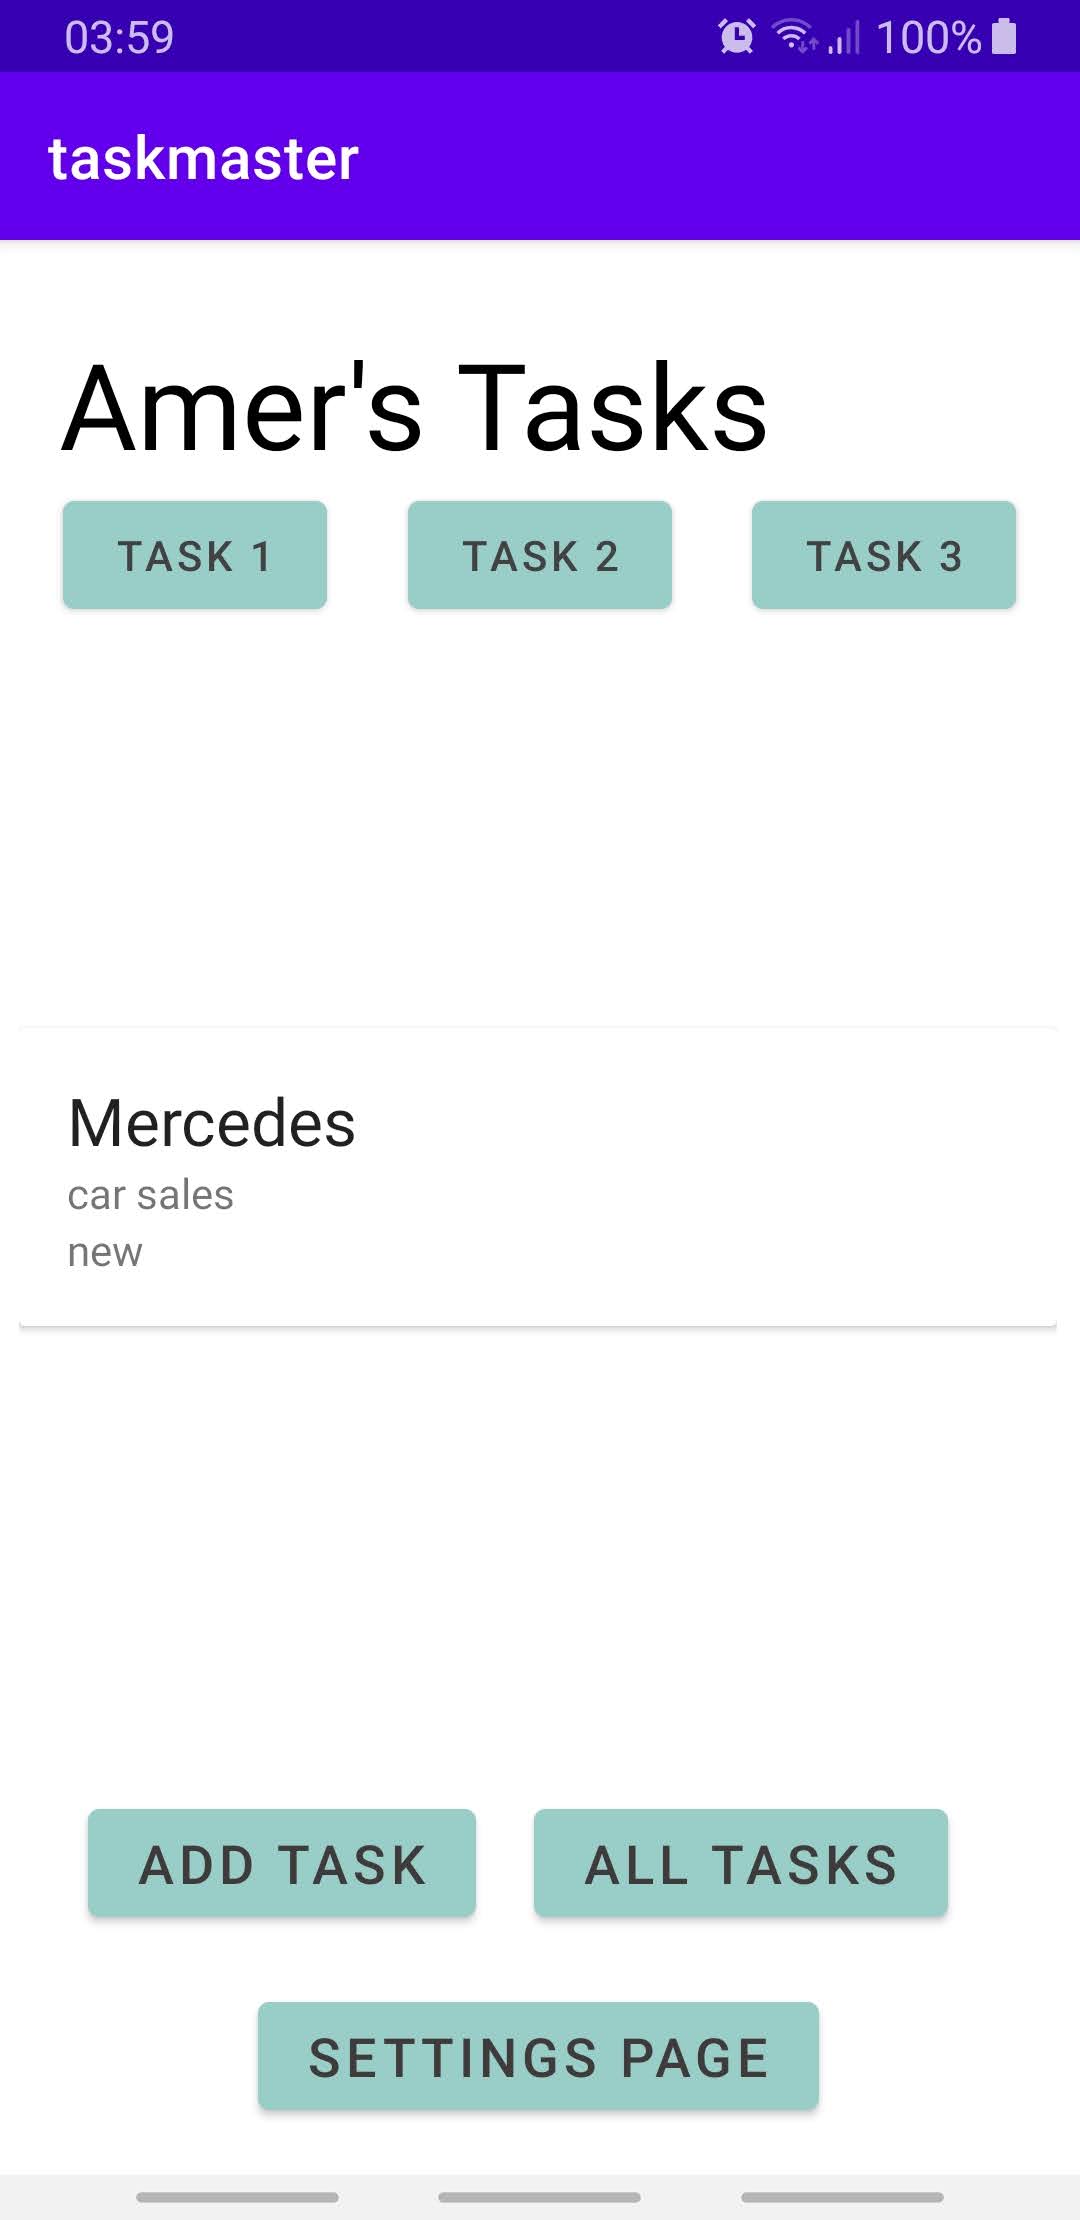 03:59 100%
taskmaster
Amer's Tasks
TASK 1 TASK 2 TASK 3
Mercedes
car sales
new
ADD TASK ALL TASKS
SETTINGS PAGE